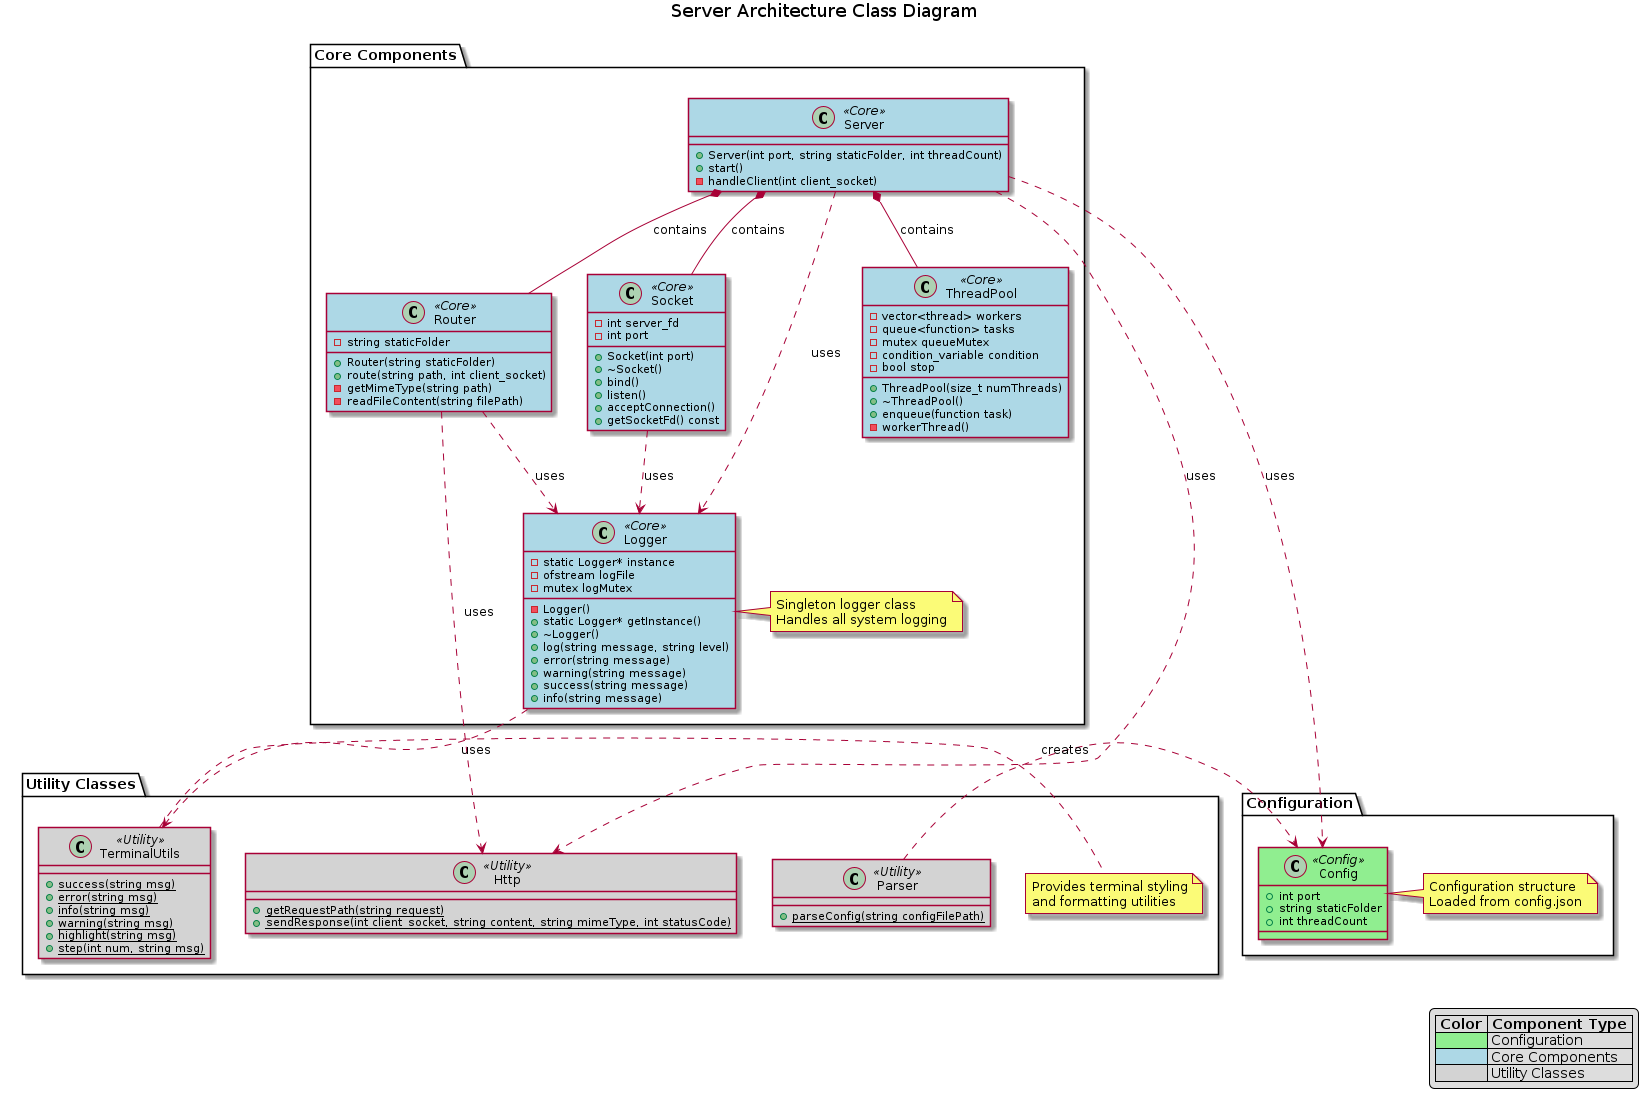 Server Architecture Class Diagram
Core Components
«Core»
Server
Server(int port, string staticFolder, int threadCount)
start()
handleClient(int client_socket)
contains
contains
contains
«Core»
Router
string staticFolder
Router(string staticFolder)
route(string path, int client_socket)
getMimeType(string path)
readFileContent(string filePath)
«Core»
Socket
int server_fd
int port
Socket(int port)
~Socket()
bind()
listen()
acceptConnection()
getSocketFd() const
uses
«Core»
ThreadPool
vector<thread> workers
queue<function> tasks
mutex queueMutex
condition_variable condition
bool stop
ThreadPool(size_t numThreads)
~ThreadPool()
enqueue(function task)
workerThread()
uses
uses
uses
uses
«Core»
Logger
static Logger* instance
ofstream logFile
mutex logMutex
Logger()
static Logger* getInstance()
~Logger()
log(string message, string level)
error(string message)
warning(string message)
success(string message)
info(string message)
Singleton logger class
Handles all system logging
uses
uses
creates
Utility Classes
«Utility»
TerminalUtils
success(string msg)
error(string msg)
info(string msg)
warning(string msg)
highlight(string msg)
step(int num, string msg)
«Utility»
Http
getRequestPath(string request)
sendResponse(int client_socket, string content, string mimeType, int statusCode)
«Utility»
Parser
parseConfig(string configFilePath)
Provides terminal styling
and formatting utilities
Configuration
«Config»
Config
int port
string staticFolder
int threadCount
Configuration structure
Loaded from config.json
Color Component Type
Configuration
Core Components
Utility Classes